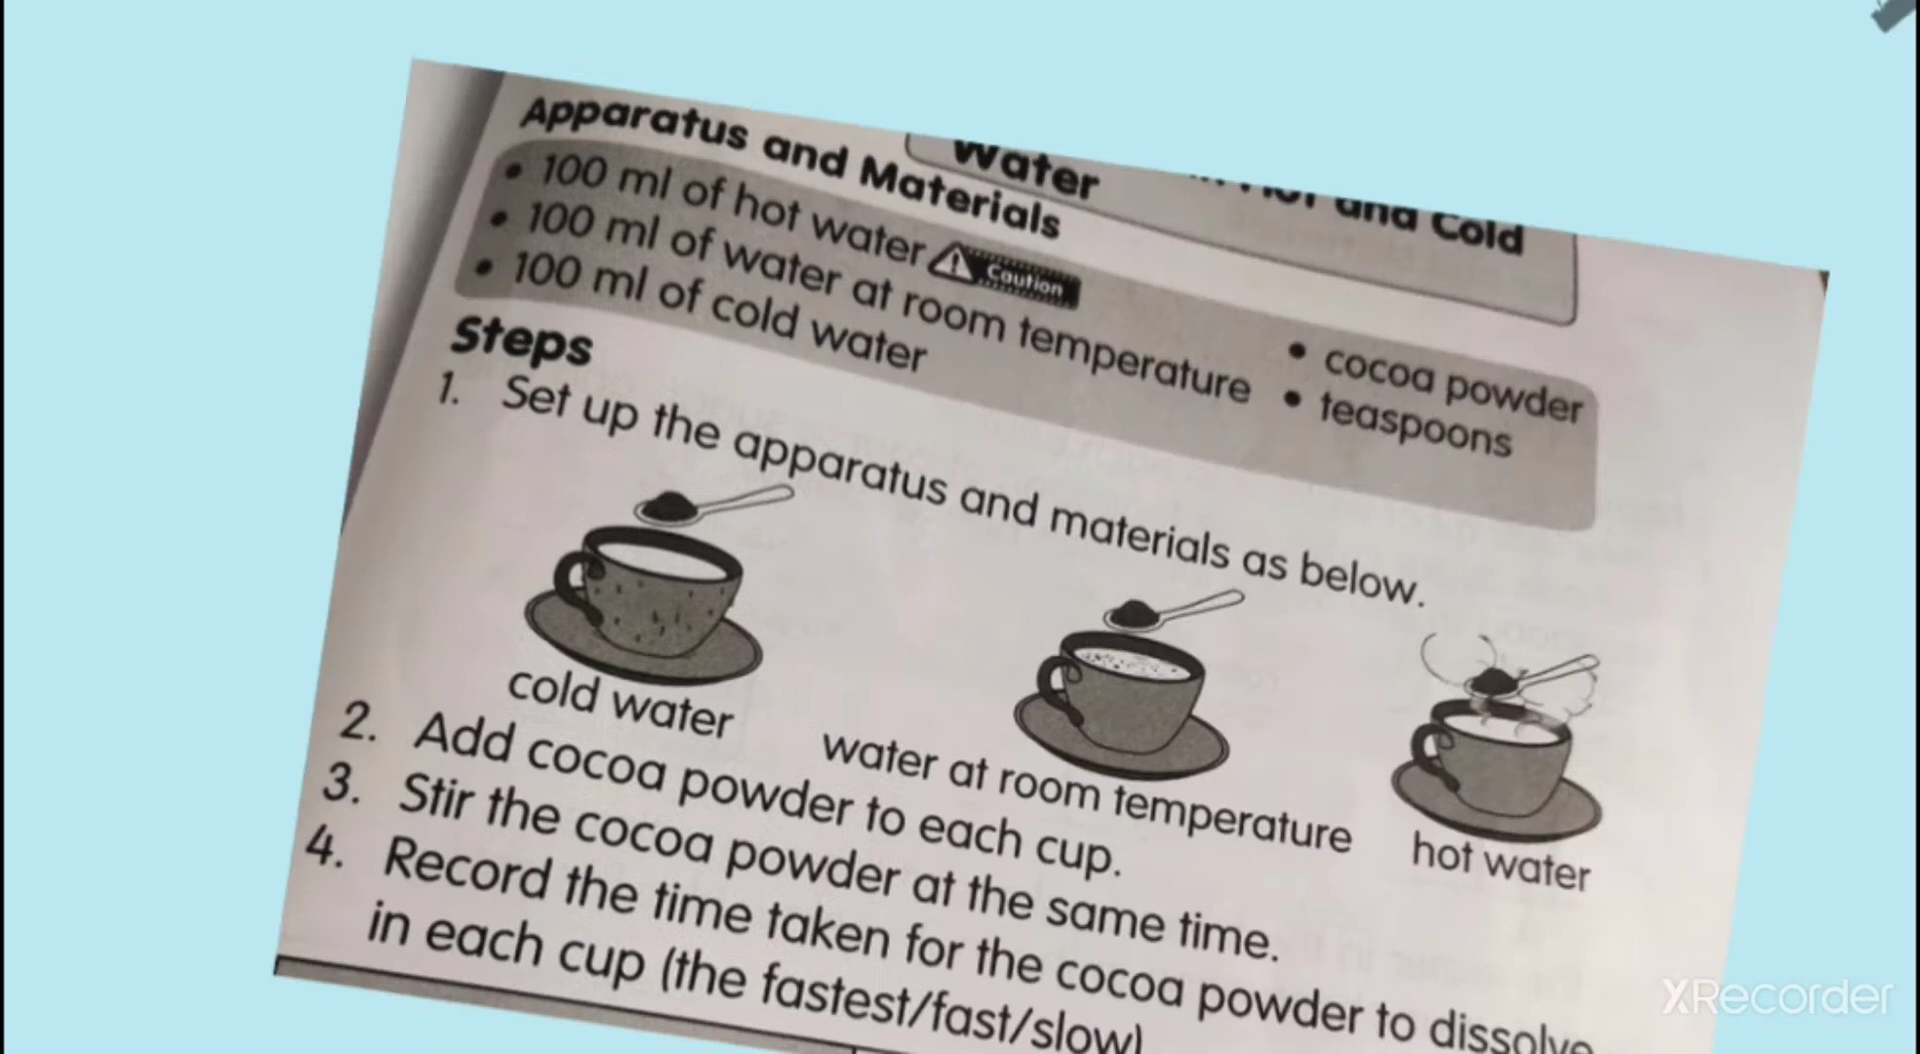 Water
Hot and Cold
Apparatus and Materials
• 100 ml of hot water Caution
• 100 ml of water at room temperature
• 100 ml of cold water
• cocoa powder
• teaspoons
Steps
1. Set up the apparatus and materials as below.
cold water
water at room temperature
hot water
2. Add cocoa powder to each cup.
3. Stir the cocoa powder at the same time.
4. Record the time taken for the cocoa powder to dissolve
in each cup (the fastest/fast/slow)
XRecorder